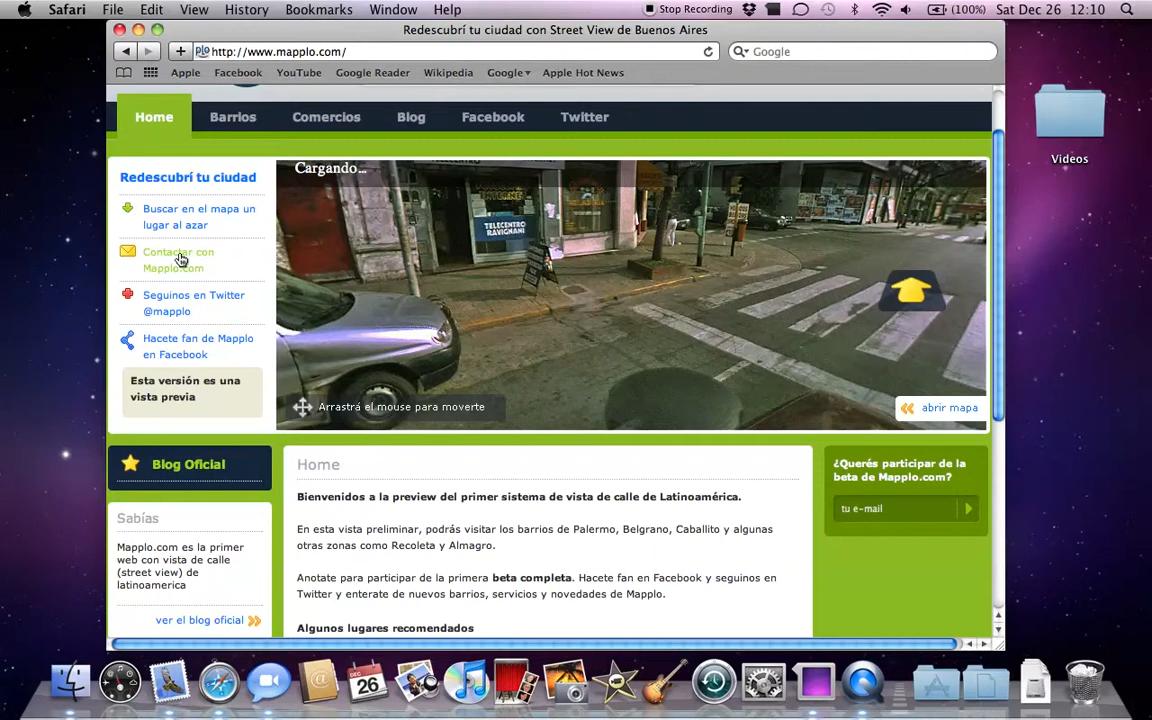 Safari File Edit View History Bookmarks Window Help Stop Recording (100%) Sat Dec 26 12:10
Redescubrí tu ciudad con Street View de Buenos Aires
http://www.mapplo.com/ Google
Apple Facebook YouTube Google Reader Wikipedia Google Apple Hot News
Videos
Home Barrios Comercios Blog Facebook Twitter
Redescubrí tu ciudad
Buscar en el mapa un
lugar al azar
Contactar con
Mapplo.com
Seguinos en Twitter
@mapplo
Hacete fan de Mapplo
en Facebook
Esta versión es una
vista previa
Cargando...
TELECENTRO
RAVIGNANI
Arrastrá el mouse para moverte
abrir mapa
Blog Oficial
Sabías
Mapplo.com es la primer
web con vista de calle
(street view) de
latinoamerica
ver el blog oficial
Home
Bienvenidos a la preview del primer sistema de vista de calle de Latinoamérica.
En esta vista preliminar, podrás visitar los barrios de Palermo, Belgrano, Caballito y algunas
otras zonas como Recoleta y Almagro.
Anotate para participar de la primera beta completa. Hacete fan en Facebook y seguinos en
Twitter y enterate de nuevos barrios, servicios y novedades de Mapplo.
Algunos lugares recomendados
¿Querés participar de la
beta de Mapplo.com?
tu e-mail
DEC
26